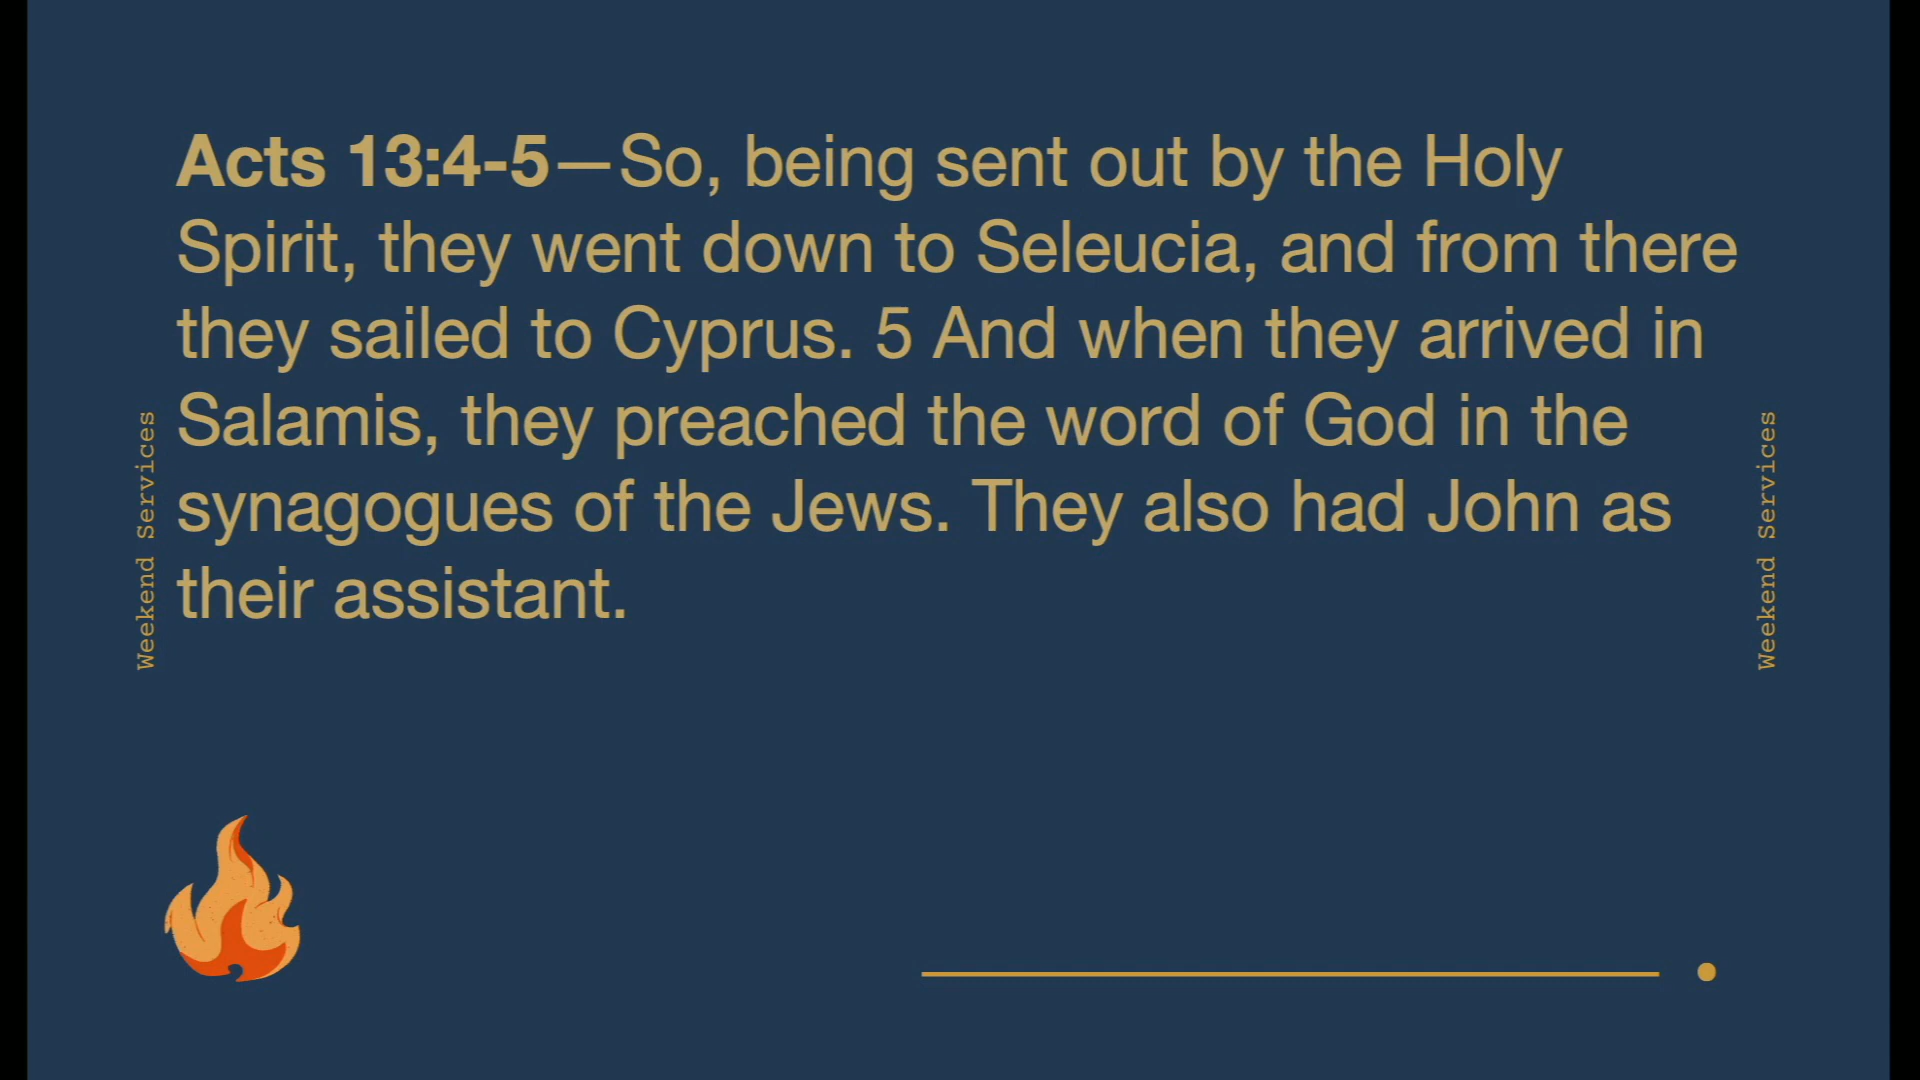 Acts 13:4-5—So, being sent out by the Holy
Spirit, they went down to Seleucia, and from there
they sailed to Cyprus. 5 And when they arrived in
Salamis, they preached the word of God in the
synagogues of the Jews. They also had John as
their assistant.
Weekend Services
Weekend Services